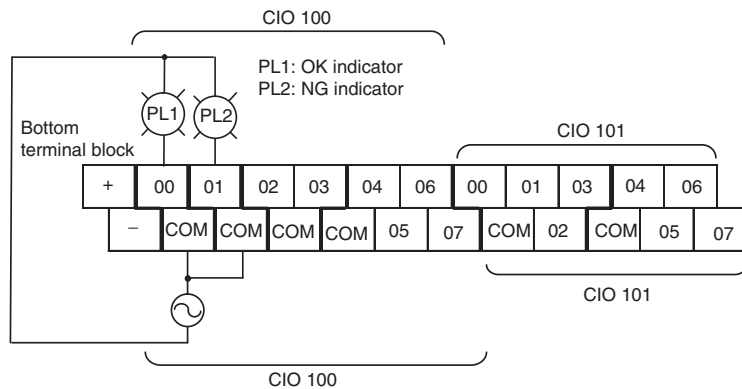 CIO 100
PL1: OK indicator
PL2: NG indicator
PL1 PL2
Bottom
terminal block
CIO 101
+ 00 01 02 03 04 06 00 01 03 04 06
− COM COM COM COM 05 07 COM 02 COM 05 07
CIO 101
CIO 100